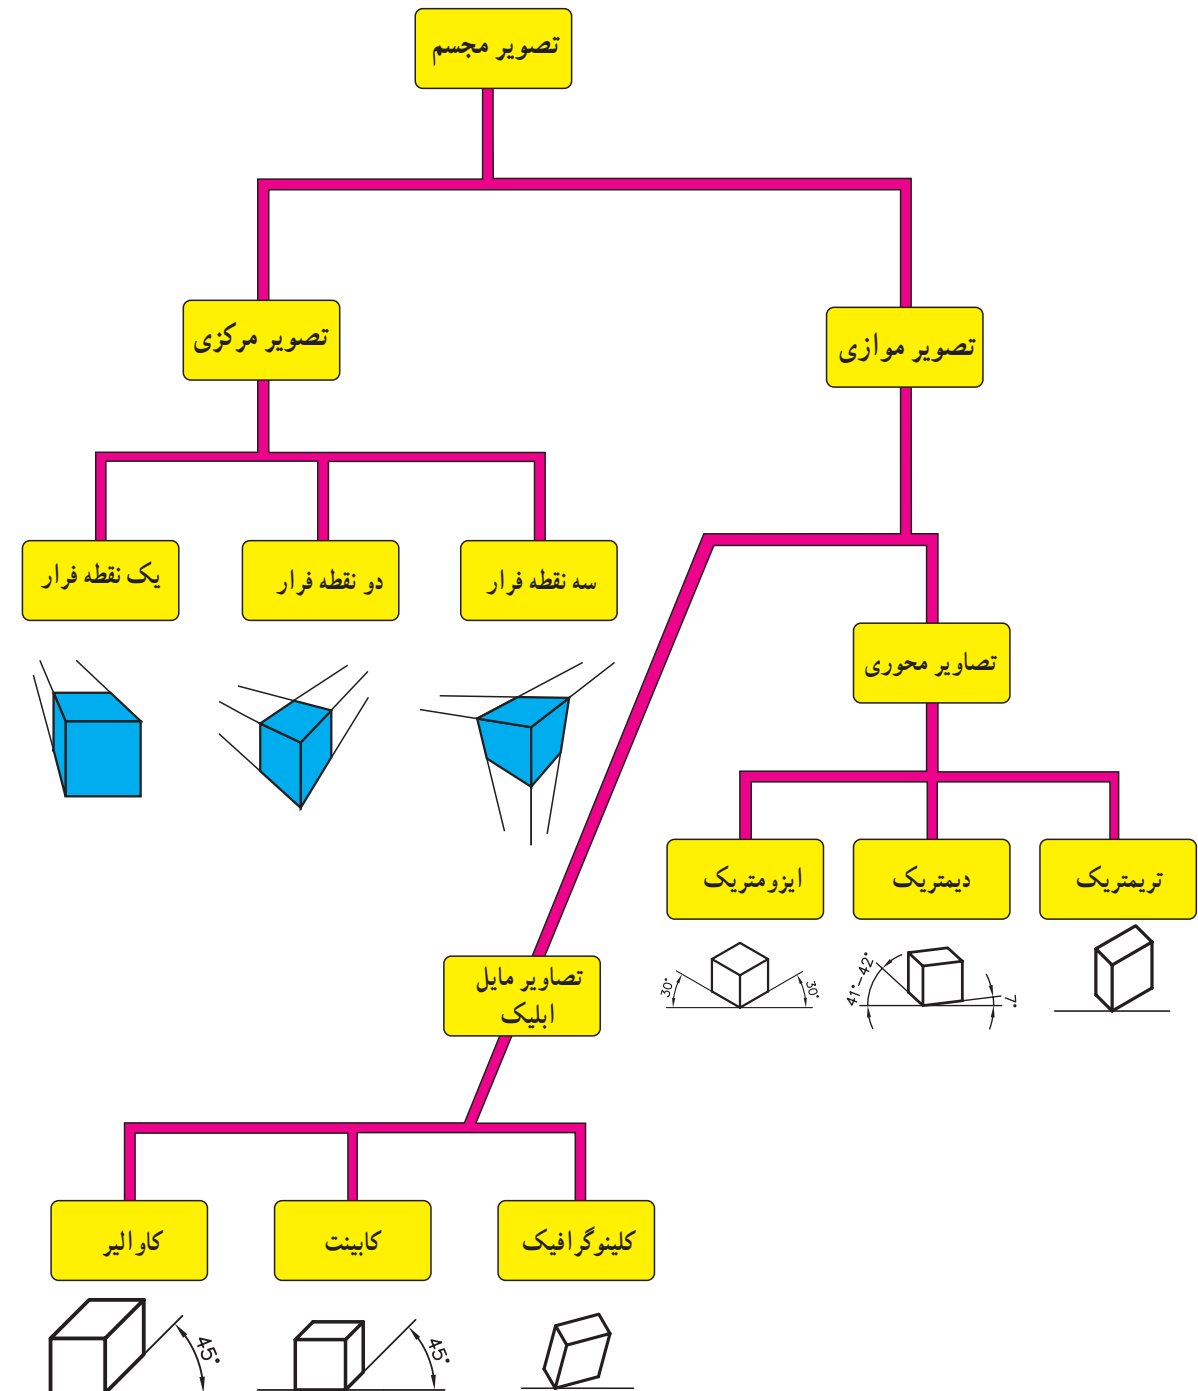 تصویر مجسم
تصویر موازی
تصویر مرکزی
سه نقطه فرار
دو نقطه فرار
یک نقطه فرار
تصاویر محوری
تریمتریک
دیمتریک
ایزومتریک
7°
41°–42°
30°
30°
تصاویر مایل
ابلیک
کلینوگرافیک
کابینت
کاوالیر
45°
45°